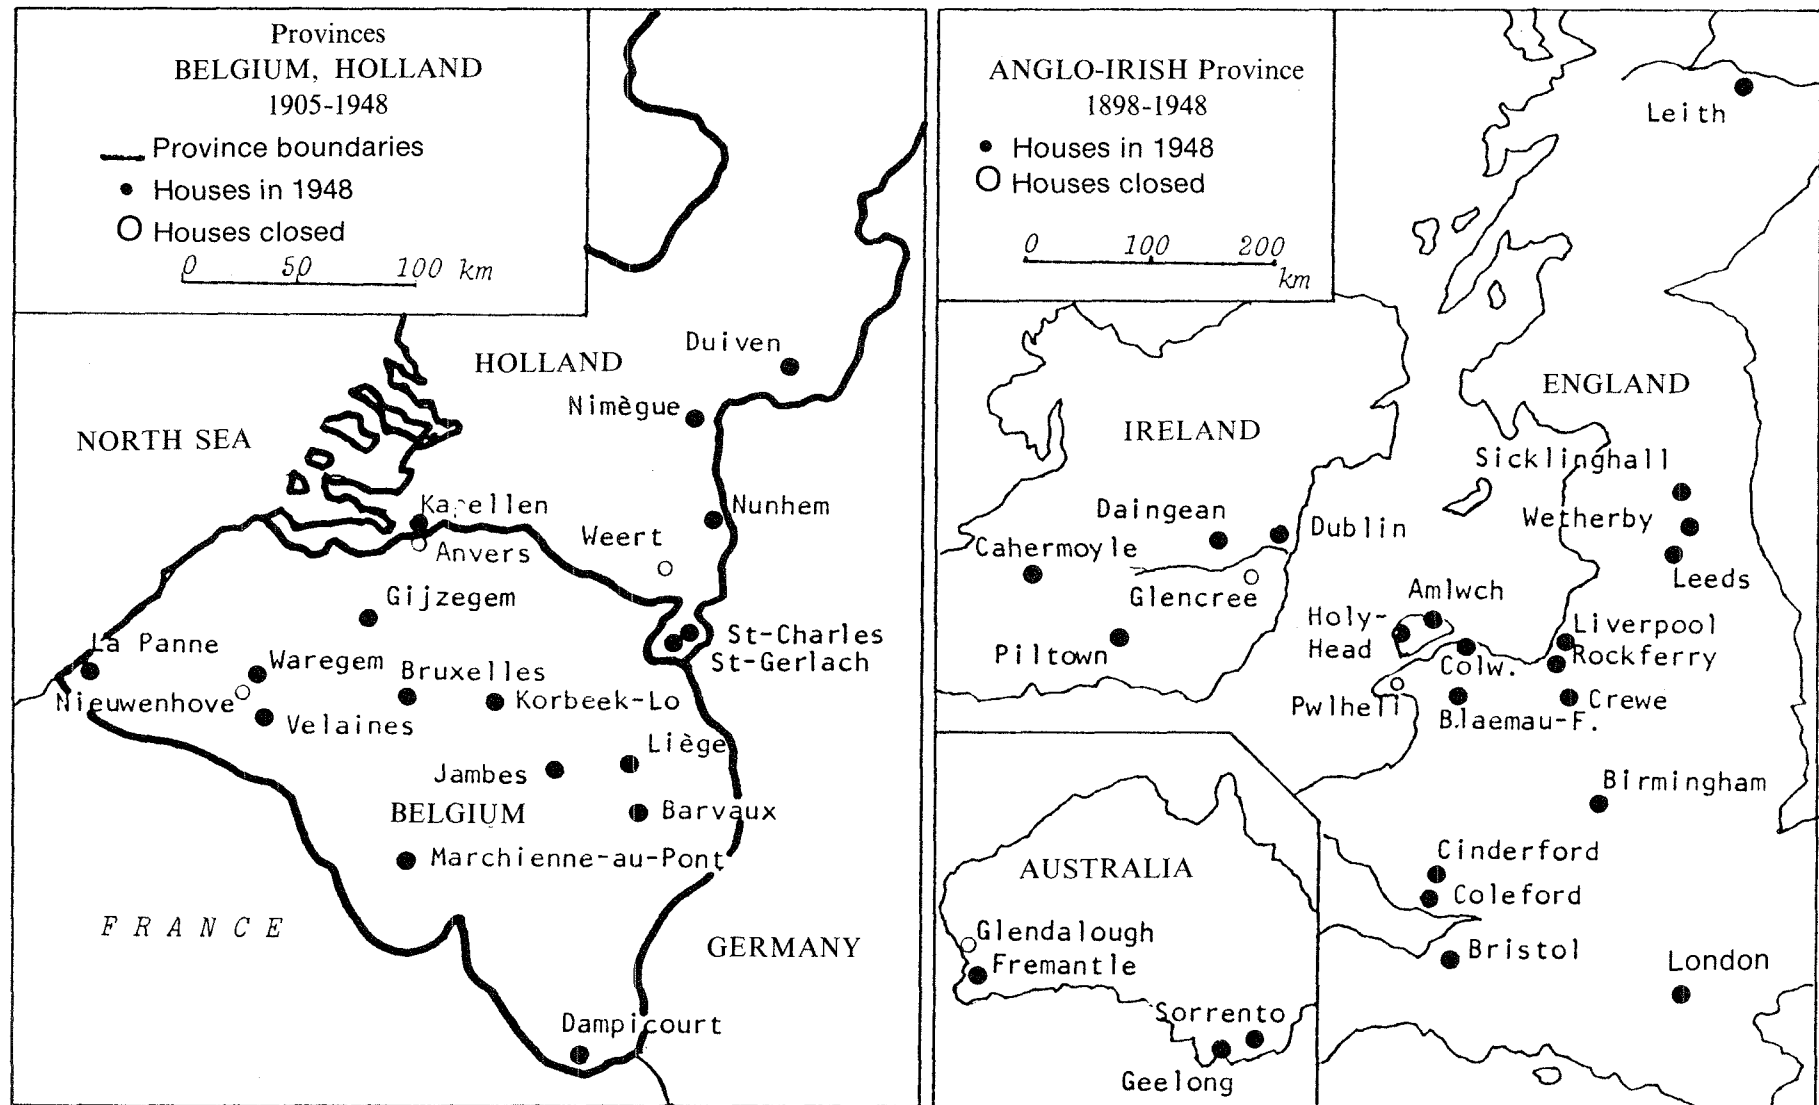 Provinces
BELGIUM, HOLLAND
1905-1948
Province boundaries
Houses in 1948
Houses closed
0 50 100 km
Duiven
HOLLAND
Nimègue
NORTH SEA
Kapellen
Nunhem
Weert
Anvers
Gijzegem
La Panne
St-Charles
St-Gerlach
Waregem
Bruxelles
Nieuwenhove
Korbeek-Lo
Velaines
Liège
Jambes
BELGIUM
Barvaux
Marchienne-au-Pont
FRANCE
GERMANY
Dampicourt
ANGLO-IRISH Province
1898-1948
Houses in 1948
Houses closed
0 100 200
km
Leith
ENGLAND
IRELAND
Sicklinghall
Daingean
Dublin
Wetherby
Cahermoyle
Leeds
Glencree
Amlwch
Holy-
Head
Liverpool
Piltown
Colw.
Rockferry
Pwlheli
Blaemau-F.
Crewe
Birmingham
Cinderford
AUSTRALIA
Coleford
Glendalough
Bristol
Fremantle
London
Sorrento
Geelong